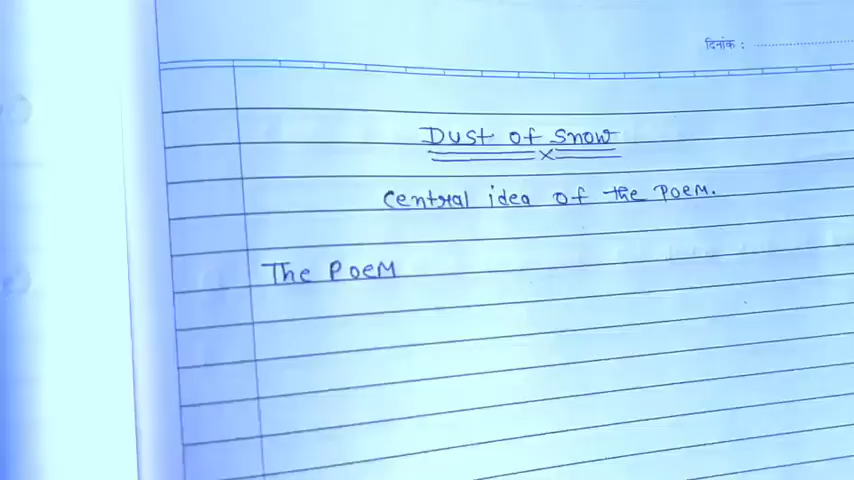 दिनांक :
Dust of Snow
Central idea of the Poem.
The Poem